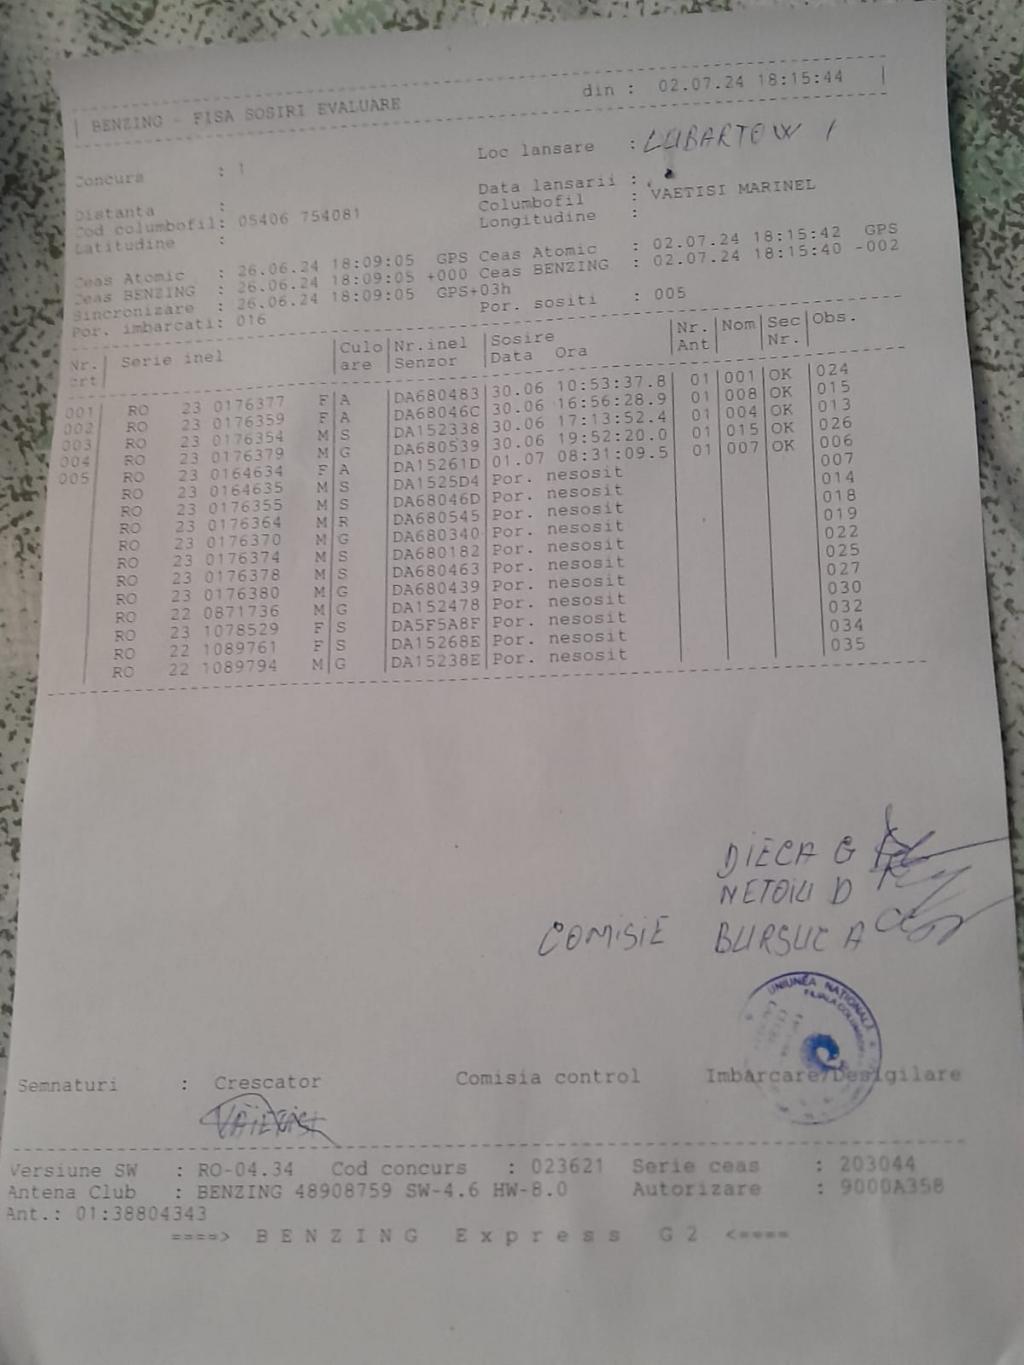 BENZING - FISA SOSIRI EVALUARE din : 02.07.24 18:15:44
Concurs : 1 Loc lansare : LUBARTOW 1
Distanta : Data lansarii :
Cod columbofil: 05406 754081 Columbofil : VAETISI MARINEL
Latitudine : Longitudine :
Ceas Atomic : 26.06.24 18:09:05 GPS Ceas Atomic : 02.07.24 18:15:42 GPS
Ceas BENZING : 26.06.24 18:09:05 +000 Ceas BENZING : 02.07.24 18:15:40 -002
Sincronizare : 26.06.24 18:09:05 GPS+03h
Por. imbarcati: 016 Por. sositi : 005
Nr. Serie inel Culo Nr.inel Sosire Nr. Nom Sec Obs.
crt are Senzor Data Ora Ant Nr.
001 RO 23 0176377 F A DA680483 30.06 10:53:37.8 01 001 OK 024
002 RO 23 0176359 F A DA68046C 30.06 16:56:28.9 01 008 OK 015
003 RO 23 0176354 M S DA152338 30.06 17:13:52.4 01 004 OK 013
004 RO 23 0176379 M G DA680539 30.06 19:52:20.0 01 015 OK 026
005 RO 23 0164634 F A DA15261D 01.07 08:31:09.5 01 007 OK 006
RO 23 0164635 M S DA1525D4 Por. nesosit 007
RO 23 0176355 M S DA68046D Por. nesosit 014
RO 23 0176364 M R DA680545 Por. nesosit 018
RO 23 0176370 M G DA680340 Por. nesosit 019
RO 23 0176374 M S DA680182 Por. nesosit 022
RO 23 0176378 M S DA680463 Por. nesosit 025
RO 23 0176380 M G DA680439 Por. nesosit 027
RO 22 0871736 M G DA152478 Por. nesosit 030
RO 23 1078529 F S DA5F5A8F Por. nesosit 032
RO 22 1089761 F S DA15268E Por. nesosit 034
RO 22 1089794 M G DA15238E Por. nesosit 035
DIECA G
NETOIU D
COMISIE BURSUC A
UNIUNEA NATIONALA
FILIALA
Semnaturi : Crescator Comisia control Imbarcare/Desigilare
Versiune SW : RO-04.34 Cod concurs : 023621 Serie ceas : 203044
Antena Club : BENZING 48908759 SW-4.6 HW-8.0 Autorizare : 9000A358
Ant.: 01:38804343
====> BENZING Express G2 <====